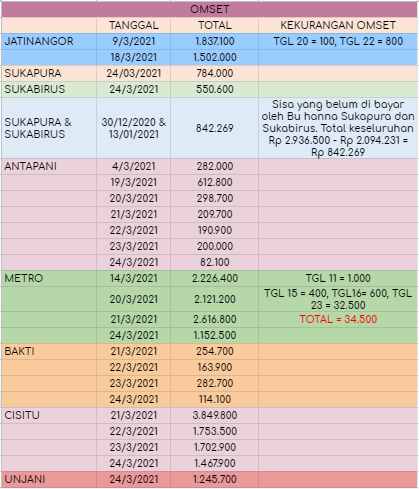 OMSET
TANGGAL TOTAL KEKURANGAN OMSET
JATINANGOR 9/3/2021 1.837.100 TGL 20 = 100, TGL 22 = 800
18/3/2021 1.502.000
SUKAPURA 24/03/2021 784.000
SUKABIRUS 24/3/2021 550.600
SUKAPURA &
SUKABIRUS
30/12/2020 &
13/01/2021
842.269
Sisa yang belum di bayar
oleh Bu hanna Sukapura dan
Sukabirus. Total keseluruhan
Rp 2.936.500 - Rp 2.094.231 =
Rp 842.269
ANTAPANI 4/3/2021 282.000
19/3/2021 612.800
20/3/2021 298.700
21/3/2021 209.700
22/3/2021 190.900
23/3/2021 200.000
24/3/2021 82.100
METRO 14/3/2021 2.226.400 TGL 11 = 1.000
20/3/2021 2.121.200
TGL 15 = 400, TGL16= 600, TGL
23 = 32.500
21/3/2021 2.616.800 TOTAL = 34.500
24/3/2021 1.152.500
BAKTI 21/3/2021 254.700
22/3/2021 163.900
23/3/2021 282.700
24/3/2021 114.100
CISITU 21/3/2021 3.849.800
22/3/2021 1.753.500
23/3/2021 1.702.900
24/3/2021 1.467.900
UNJANI 24/3/2021 1.245.700